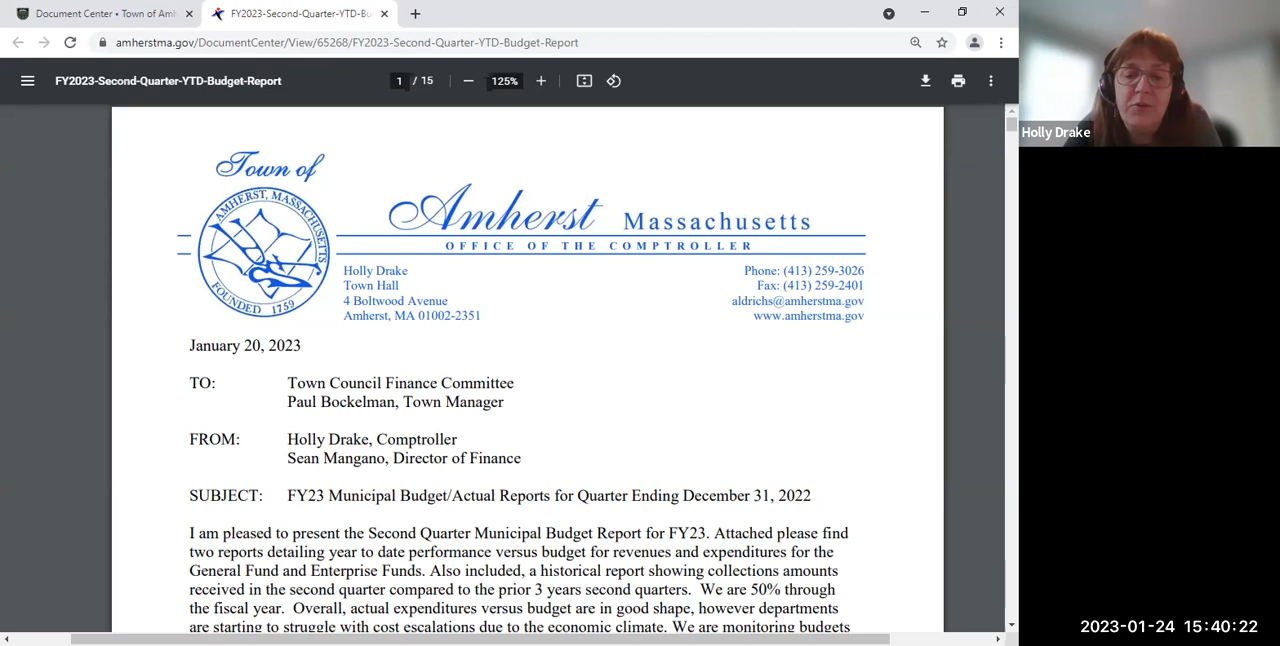 Document Center • Town of Amh
FY2023-Second-Quarter-YTD-Bu
amherstma.gov/DocumentCenter/View/65268/FY2023-Second-Quarter-YTD-Budget-Report
FY2023-Second-Quarter-YTD-Budget-Report
1 / 15
125%
Holly Drake
Town of
Amherst Massachusetts
AMHERST, MASSACHUSETTS
FOUNDED 1759
OFFICE OF THE COMPTROLLER
Holly Drake
Phone: (413) 259-3026
Town Hall
Fax: (413) 259-2401
4 Boltwood Avenue
aldrichs@amherstma.gov
Amherst, MA 01002-2351
www.amherstma.gov
January 20, 2023
TO: Town Council Finance Committee
Paul Bockelman, Town Manager
FROM: Holly Drake, Comptroller
Sean Mangano, Director of Finance
SUBJECT: FY23 Municipal Budget/Actual Reports for Quarter Ending December 31, 2022
I am pleased to present the Second Quarter Municipal Budget Report for FY23. Attached please find
two reports detailing year to date performance versus budget for revenues and expenditures for the
General Fund and Enterprise Funds. Also included, a historical report showing collections amounts
received in the second quarter compared to the prior 3 years second quarters. We are 50% through
the fiscal year. Overall, actual expenditures versus budget are in good shape, however departments
are starting to struggle with cost escalations due to the economic climate. We are monitoring budgets
2023-01-24 15:40:22